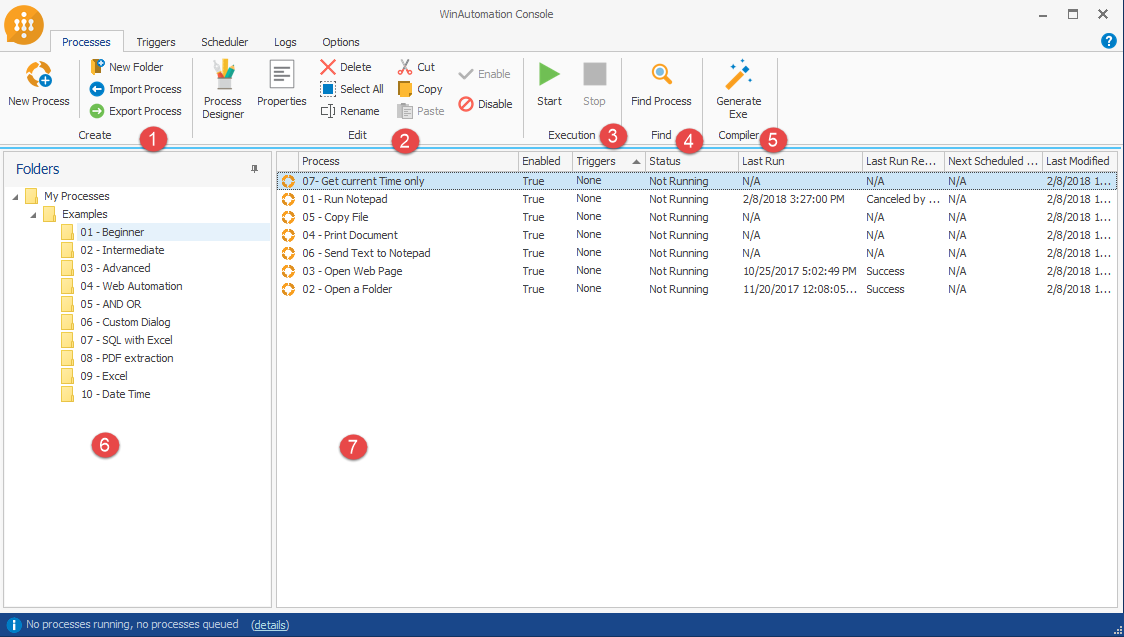 WinAutomation Console
Processes Triggers Scheduler Logs Options
?
New Process
New Folder
Import Process
Export Process
Create
1
Process Designer
Properties
Delete
Select All
Rename
Cut
Copy
Paste
Enable
Disable
Edit
2
Start
Stop
Execution
3
Find Process
Find
4
Generate Exe
Compiler
5
Folders
My Processes
Examples
01 - Beginner
02 - Intermediate
03 - Advanced
04 - Web Automation
05 - AND OR
06 - Custom Dialog
07 - SQL with Excel
08 - PDF extraction
09 - Excel
10 - Date Time
6
Process Enabled Triggers Status Last Run Last Run Re... Next Scheduled ... Last Modified
07- Get current Time only True None Not Running N/A N/A N/A 2/8/2018 1...
01 - Run Notepad True None Not Running 2/8/2018 3:27:00 PM Canceled by ... N/A 2/8/2018 1...
05 - Copy File True None Not Running N/A N/A N/A 2/8/2018 1...
04 - Print Document True None Not Running N/A N/A N/A 2/8/2018 1...
06 - Send Text to Notepad True None Not Running N/A N/A N/A 2/8/2018 1...
03 - Open Web Page True None Not Running 10/25/2017 5:02:49 PM Success N/A 2/8/2018 1...
02 - Open a Folder True None Not Running 11/20/2017 12:08:05... Success N/A 2/8/2018 1...
7
No processes running, no processes queued (details)